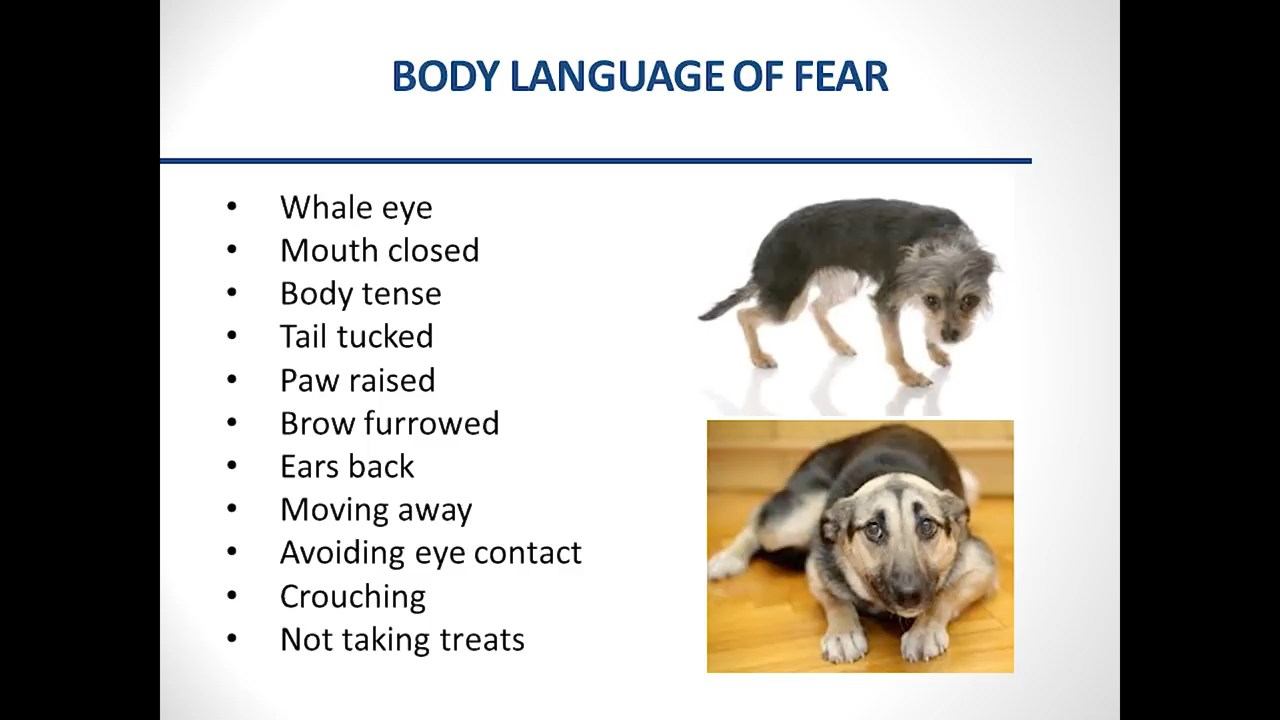 BODY LANGUAGE OF FEAR
• Whale eye
• Mouth closed
• Body tense
• Tail tucked
• Paw raised
• Brow furrowed
• Ears back
• Moving away
• Avoiding eye contact
• Crouching
• Not taking treats